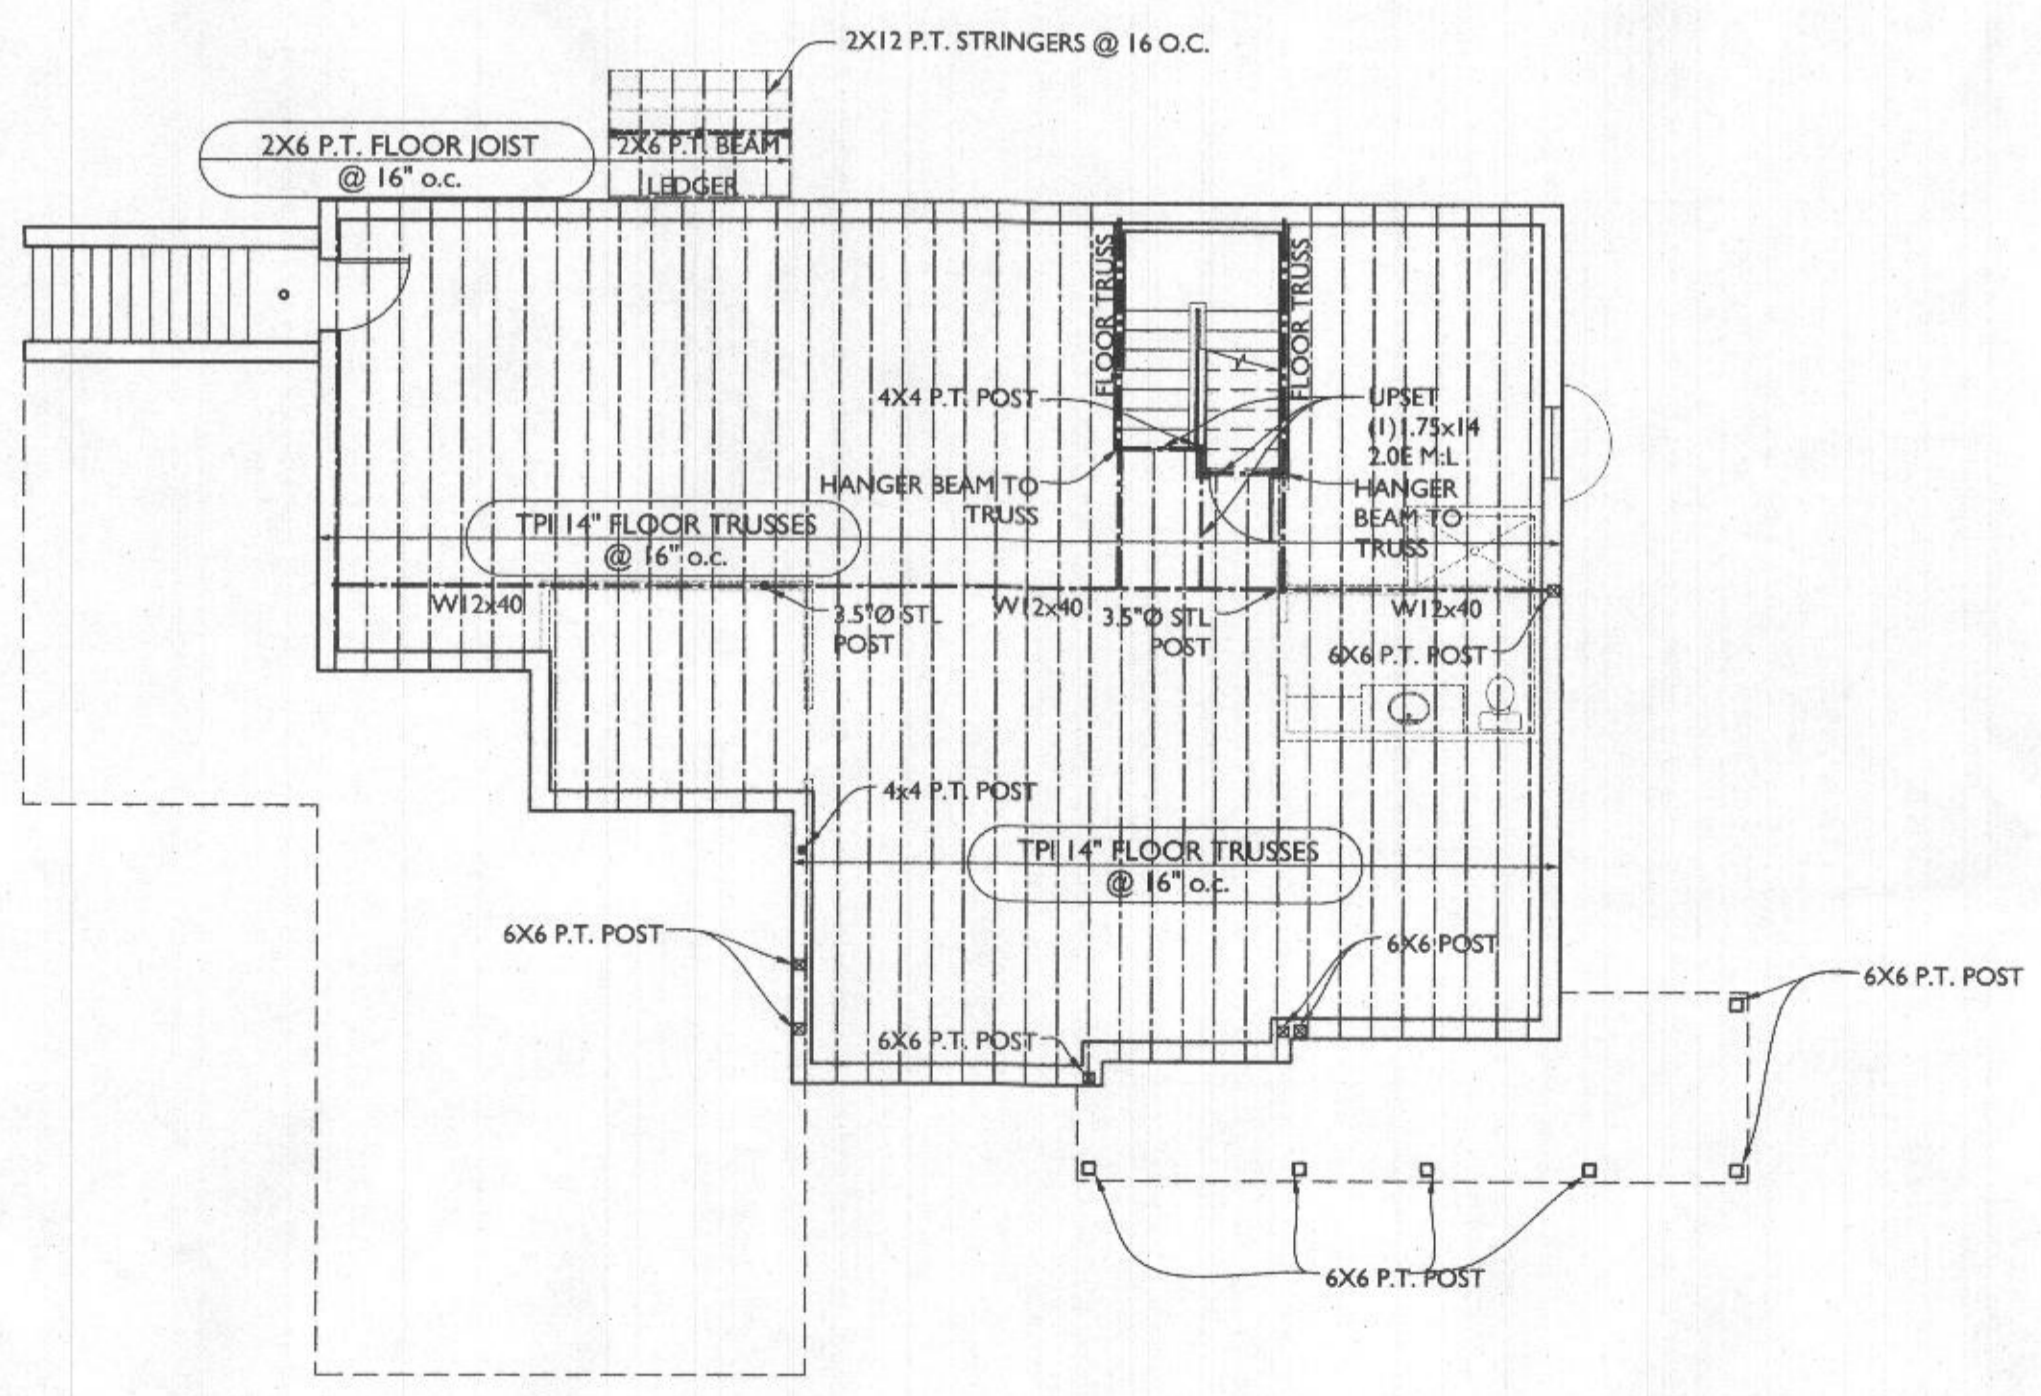 2X12 P.T. STRINGERS @ 16 O.C.
2X6 P.T. FLOOR JOIST
@ 16" o.c.
2X6 P.T. BEAM
LEDGER
FLOOR TRUSS
FLOOR TRUSS
4X4 P.T. POST
UPSET
(1)1.75x14
2.0E M:L
HANGER BEAM TO
TRUSS
HANGER
BEAM TO
TRUSS
TPI 14" FLOOR TRUSSES
@ 16" o.c.
W12x40
3.5"Ø STL
POST
W12x40
3.5"Ø STL
POST
W12x40
6X6 P.T. POST
4x4 P.T. POST
TPI 14" FLOOR TRUSSES
@ 16" o.c.
6X6 P.T. POST
6X6 POST
6X6 P.T. POST
6X6 P.T. POST
6X6 P.T. POST